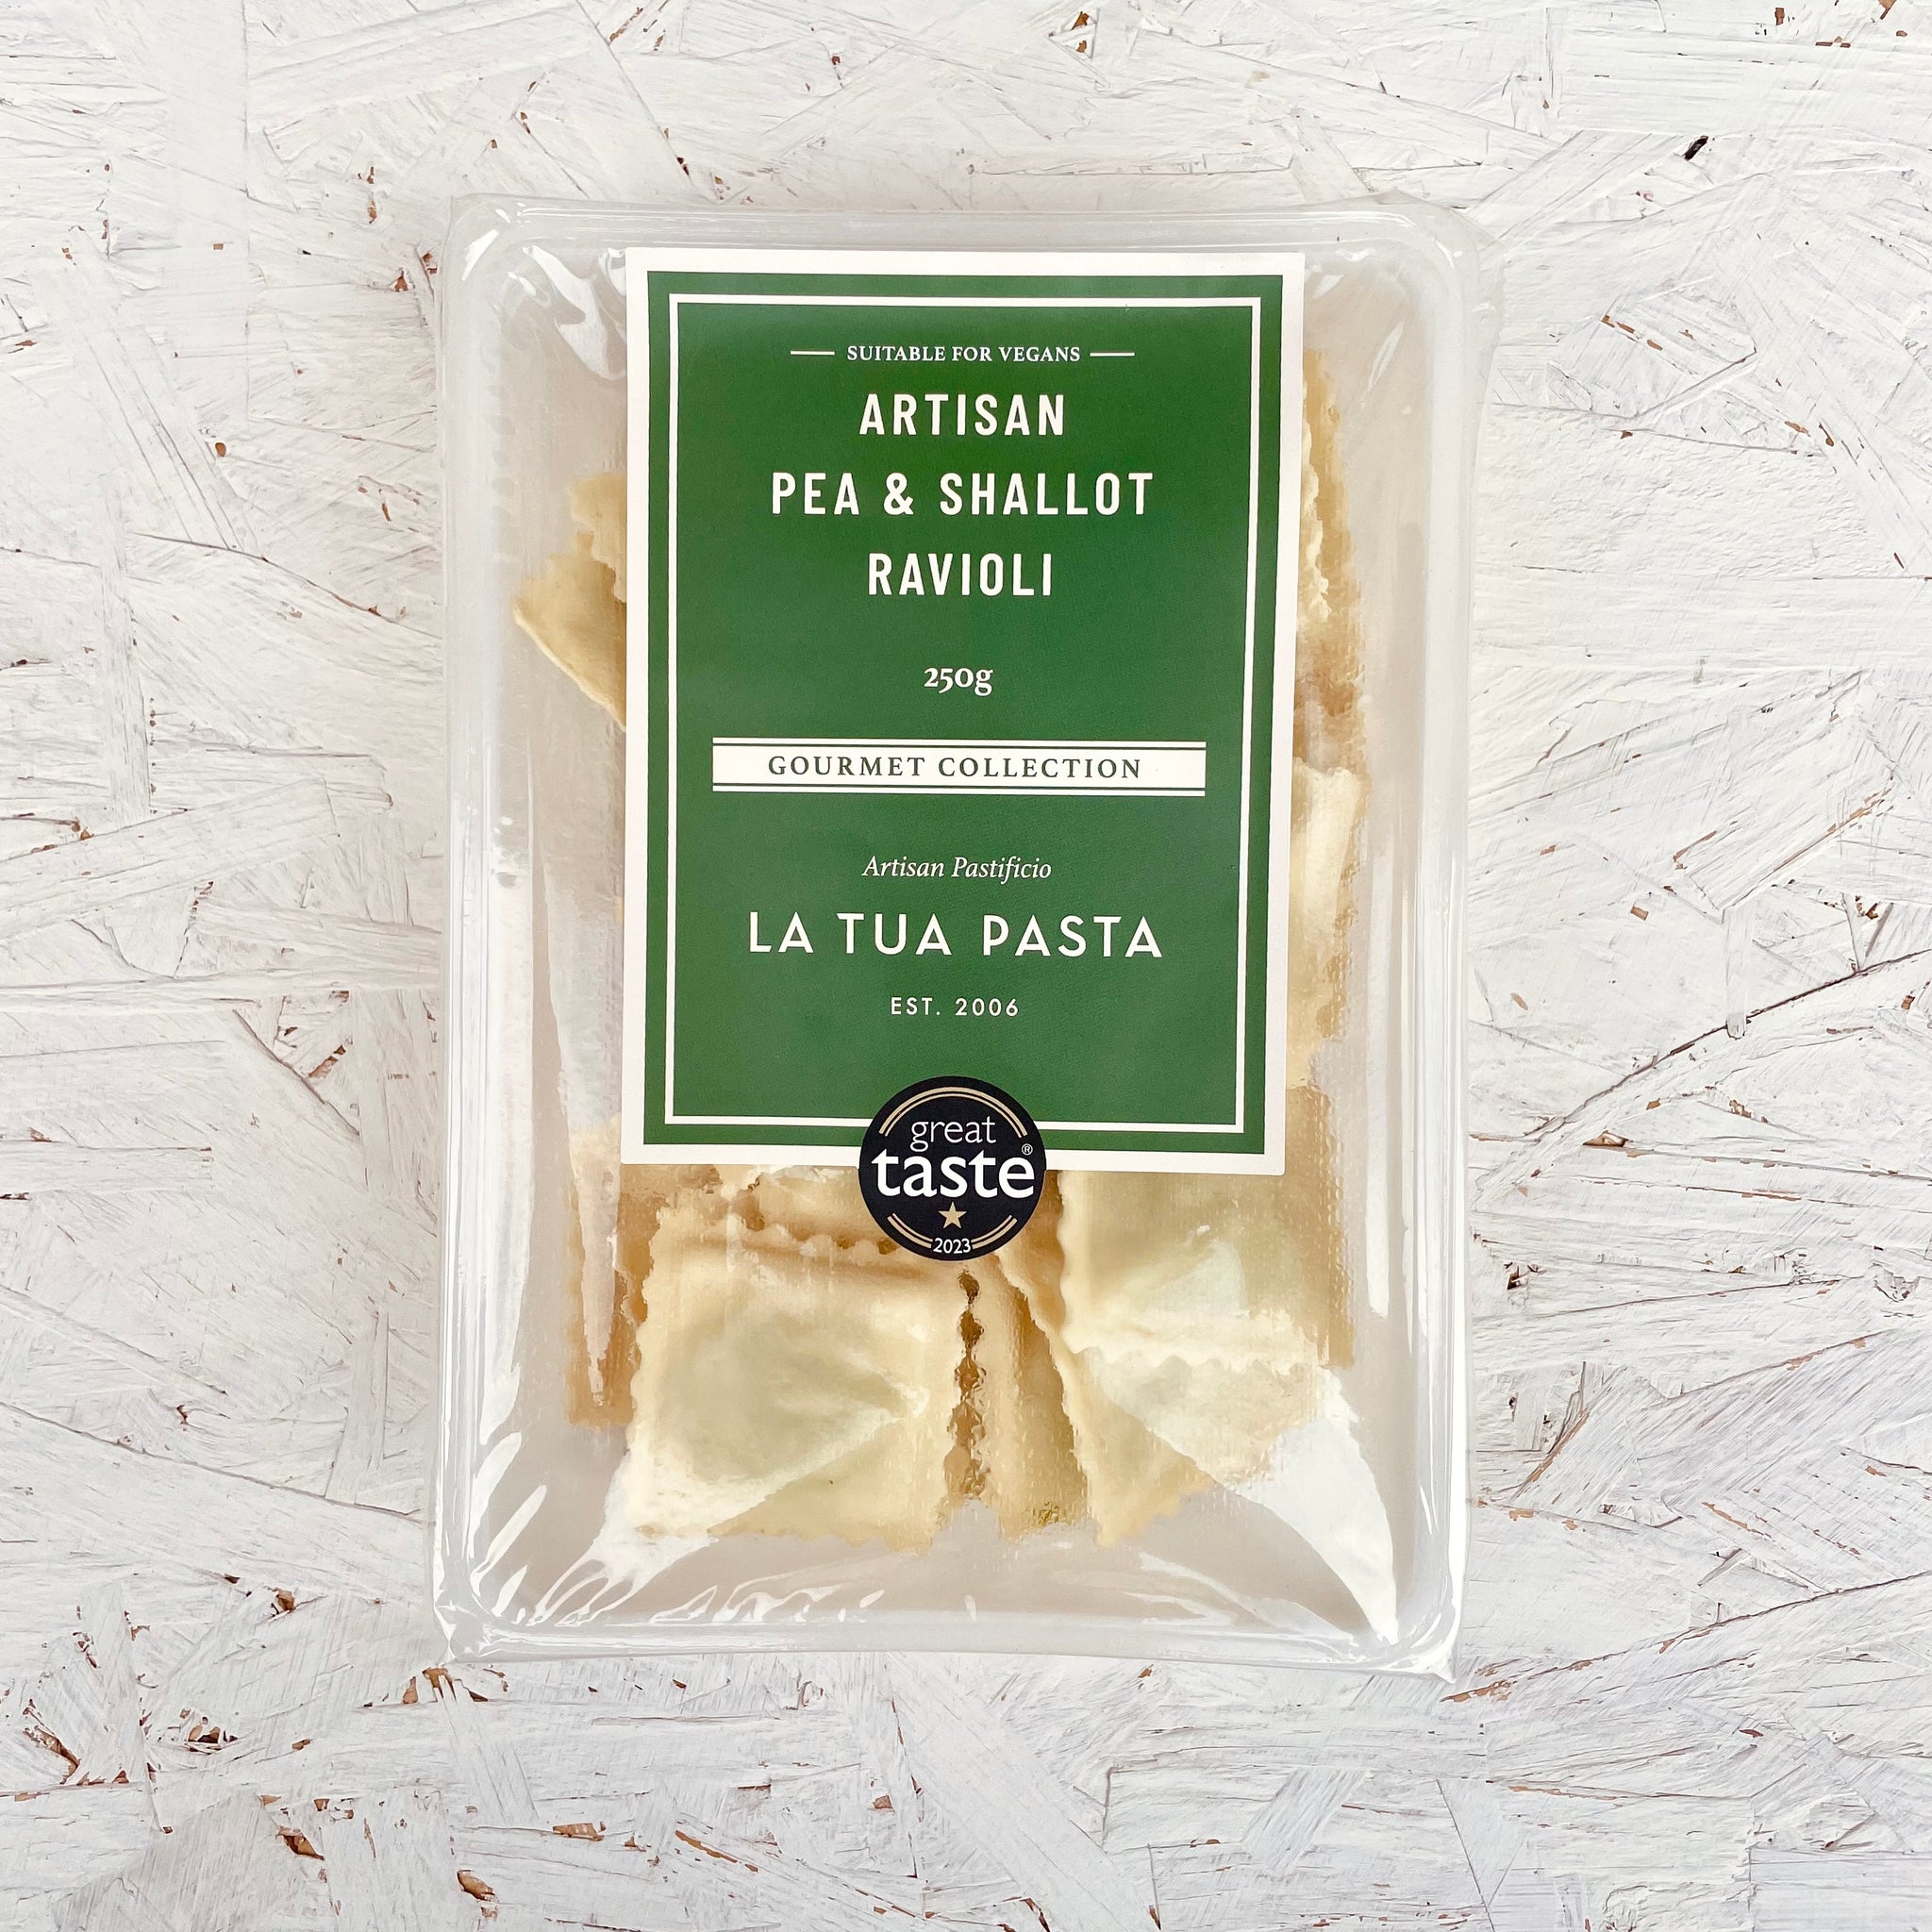 SUITABLE FOR VEGANS
ARTISAN
PEA & SHALLOT
RAVIOLI
250g
GOURMET COLLECTION
Artisan Pastificio
LA TUA PASTA
EST. 2006
great
taste®
2023